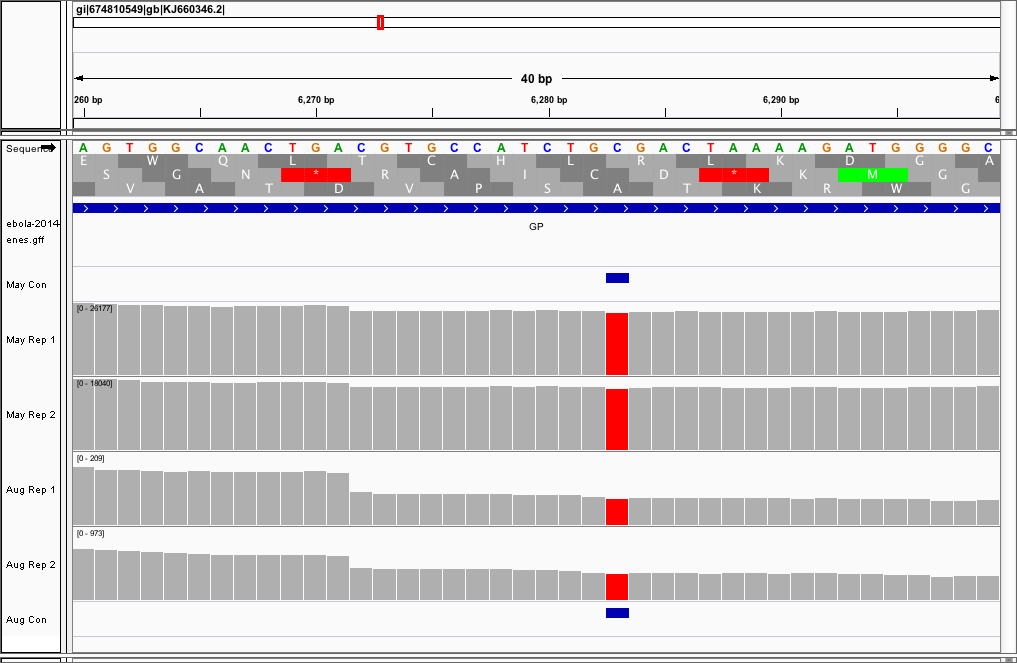 gi|674810549|gb|KJ660346.2|
40 bp
260 bp 6,270 bp 6,280 bp 6,290 bp 6
Sequence A G T G G C A A C T G A C G T G C C A T C T G C G A C T A A A A G A T G G G G C
E W Q L T C H L R L K D G A
S G N * R A I C D * K M G
V A T D V P S A T K R W G
ebola-2014-
enes.gff
GP
May Con
[0 - 26177]
May Rep 1
[0 - 18040]
May Rep 2
[0 - 209]
Aug Rep 1
[0 - 973]
Aug Rep 2
Aug Con